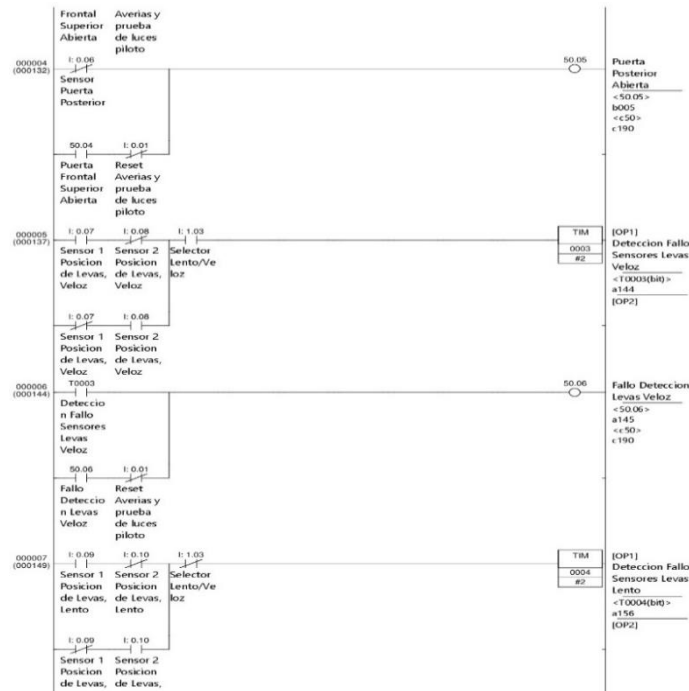 Frontal Averias y
Superior prueba
Abierta de luces
piloto
000004
(000132)
I: 0.06
Sensor
Puerta
Posterior
50.05
Puerta
Posterior
Abierta
<50.05>
b005
<c50>
c190
50.04 I: 0.01
Puerta Reset
Frontal Averias y
Superior prueba
Abierta de luces
piloto
000005
(000137)
I: 0.07 I: 0.08 I: 1.03
Sensor 1 Sensor 2 Selector
Posicion Posicion Lento/Ve
de Levas, de Levas, loz
Veloz Veloz
TIM
0003
#2
[OP1]
Deteccion Fallo
Sensores Levas
Veloz
<T0003(bit)>
a144
[OP2]
I: 0.07 I: 0.08
Sensor 1 Sensor 2
Posicion Posicion
de Levas, de Levas,
Veloz Veloz
000006
(000144)
T0003
Deteccio
n Fallo
Sensores
Levas
Veloz
50.06
Fallo Deteccion
Levas Veloz
<50.06>
a145
<c50>
c190
50.06 I: 0.01
Fallo Reset
Deteccio Averias y
n Levas prueba
Veloz de luces
piloto
000007
(000149)
I: 0.09 I: 0.10 I: 1.03
Sensor 1 Sensor 2 Selector
Posicion Posicion Lento/Ve
de Levas, de Levas, loz
Lento Lento
TIM
0004
#2
[OP1]
Deteccion Fallo
Sensores Levas
Lento
<T0004(bit)>
a156
[OP2]
I: 0.09 I: 0.10
Sensor 1 Sensor 2
Posicion Posicion
de Levas, de Levas,